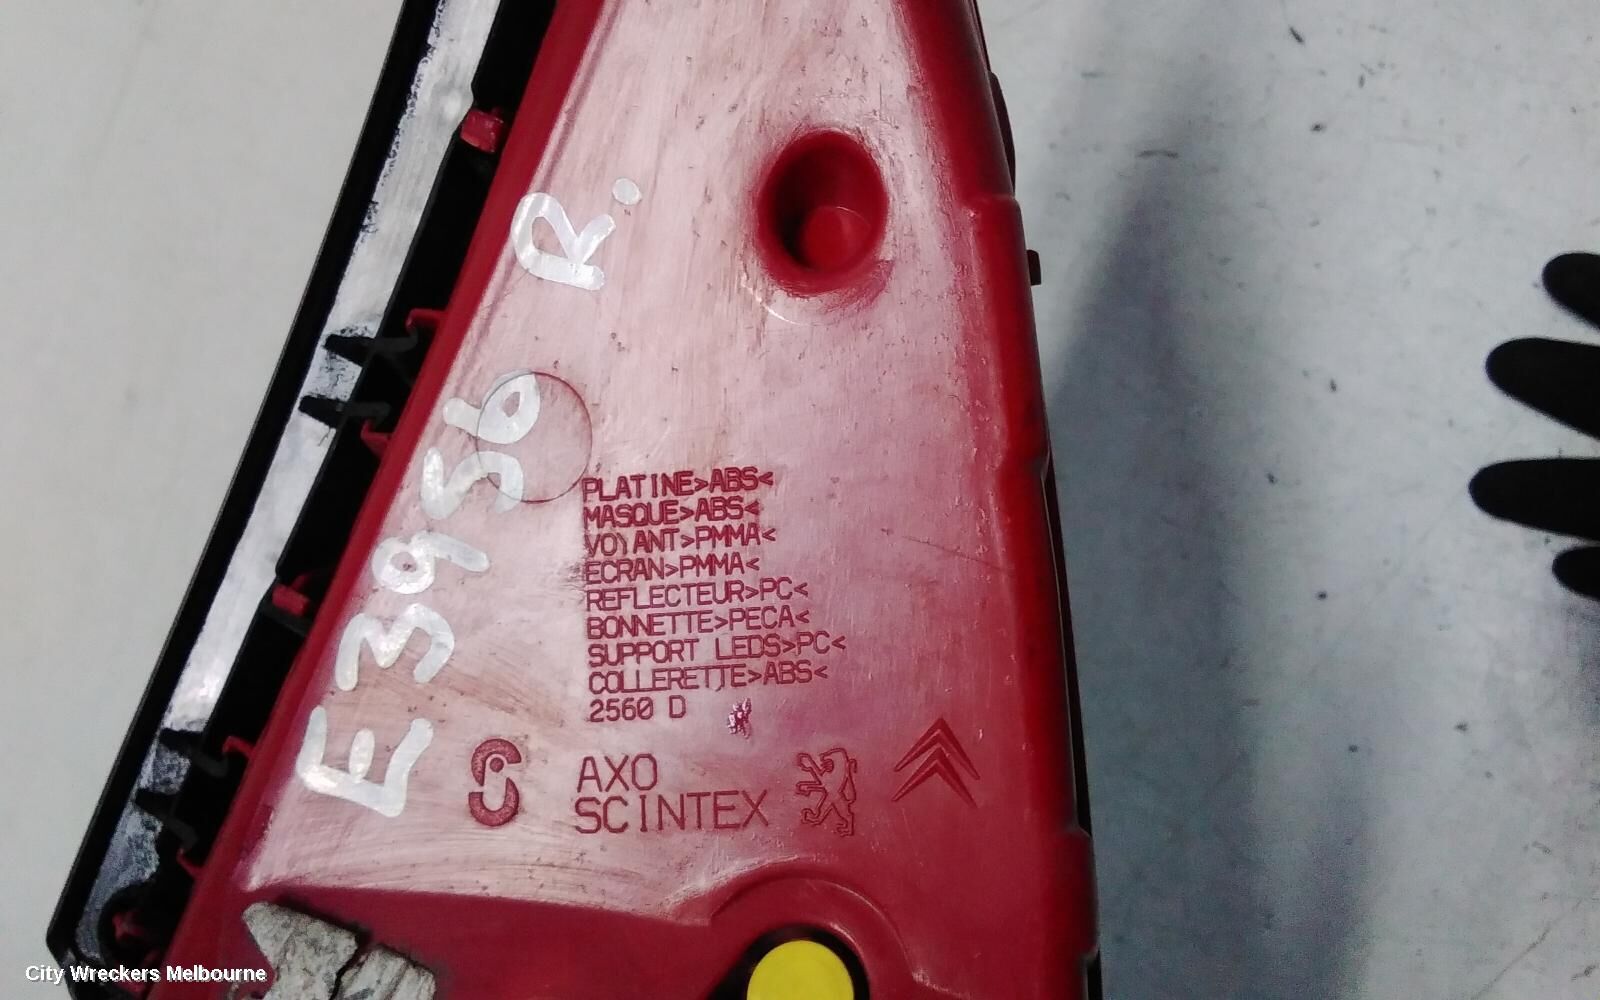 E3956 R.
PLATINE>ABS<
MASQUE>ABS<
VOYANT>PMMA<
ECRAN>PMMA<
REFLECTEUR>PC<
BONNETTE>PECA<
SUPPORT LEDS>PC<
COLLERETTE>ABS<
2560 D
AXO
SCINTEX
City Wreckers Melbourne